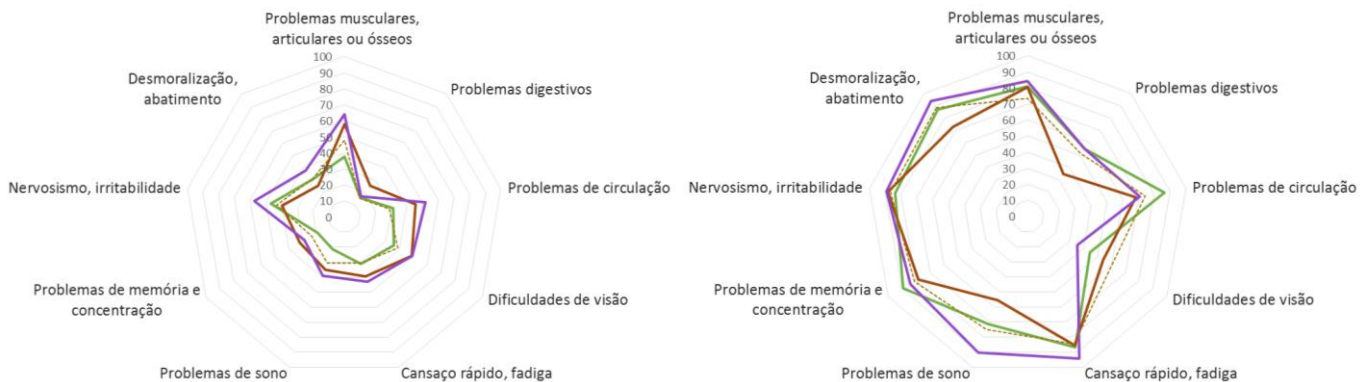 Problemas musculares,
articulares ou ósseos
Problemas digestivos
Problemas de circulação
Dificuldades de visão
Cansaço rápido, fadiga
Problemas de sono
Problemas de memória e
concentração
Nervosismo, irritabilidade
Desmoralização,
abatimento
100
90
80
70
60
50
40
30
20
10
0
Problemas musculares,
articulares ou ósseos
Problemas digestivos
Problemas de circulação
Dificuldades de visão
Cansaço rápido, fadiga
Problemas de sono
Problemas de memória e
concentração
Nervosismo, irritabilidade
Desmoralização,
abatimento
100
90
80
70
60
50
40
30
20
10
0